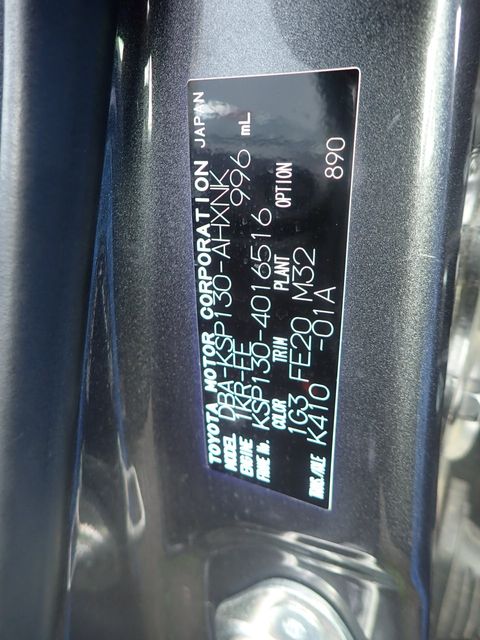 TOYOTA MOTOR CORPORATION JAPAN
MODEL DBA-KSP130-AHXNK
ENGINE 1KR-FE 996 mL
FRAME No. KSP130-4016516
COLOR TRIM PLANT OPTION
1G3 FE20 M32 890
TRANS./AXLE K410 -01A